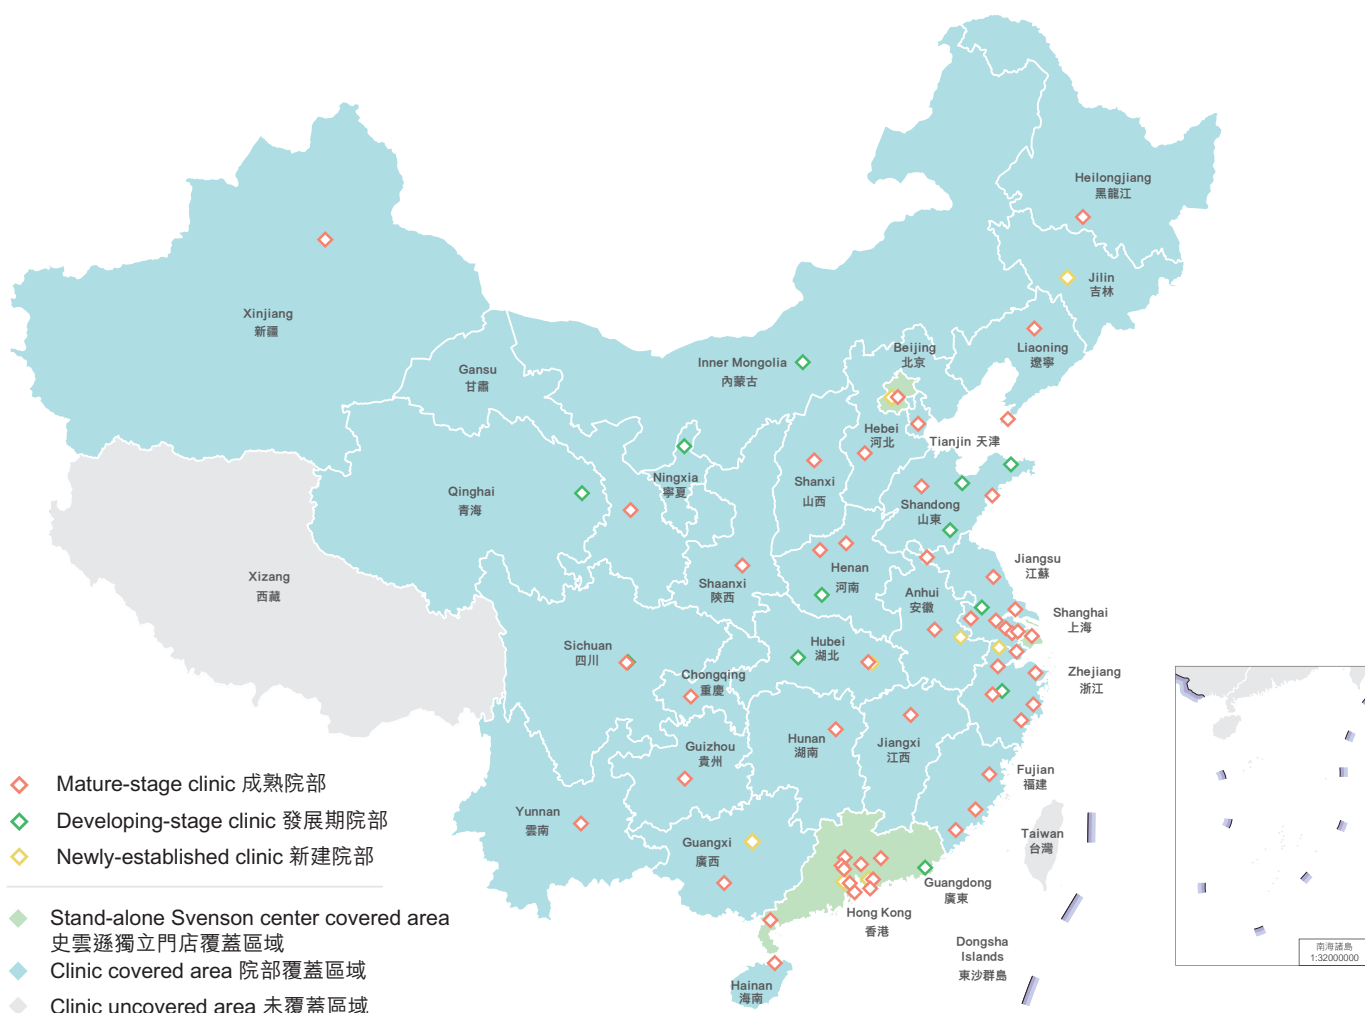 Heilongjiang
黑龍江
Jilin
吉林
Xinjiang
新疆
Liaoning
遼寧
Beijing
北京
Inner Mongolia
內蒙古
Gansu
甘肅
Hebei
河北
Tianjin 天津
Ningxia
寧夏
Shanxi
山西
Qinghai
青海
Shandong
山東
Jiangsu
江蘇
Henan
河南
Xizang
西藏
Shaanxi
陝西
Anhui
安徽
Shanghai
上海
Sichuan
四川
Hubei
湖北
Chongqing
重慶
Zhejiang
浙江
Hunan
湖南
Jiangxi
江西
Guizhou
貴州
Fujian
福建
Mature-stage clinic 成熟院部
Developing-stage clinic 發展期院部
Newly-established clinic 新建院部
Yunnan
雲南
Guangxi
廣西
Taiwan
台灣
Guangdong
廣東
Hong Kong
香港
Dongsha
Islands
東沙群島
Hainan
海南
Stand-alone Svenson center covered area
史雲遜獨立門店覆蓋區域
Clinic covered area 院部覆蓋區域
Clinic uncovered area 未覆蓋區域
南海諸島
1:32000000